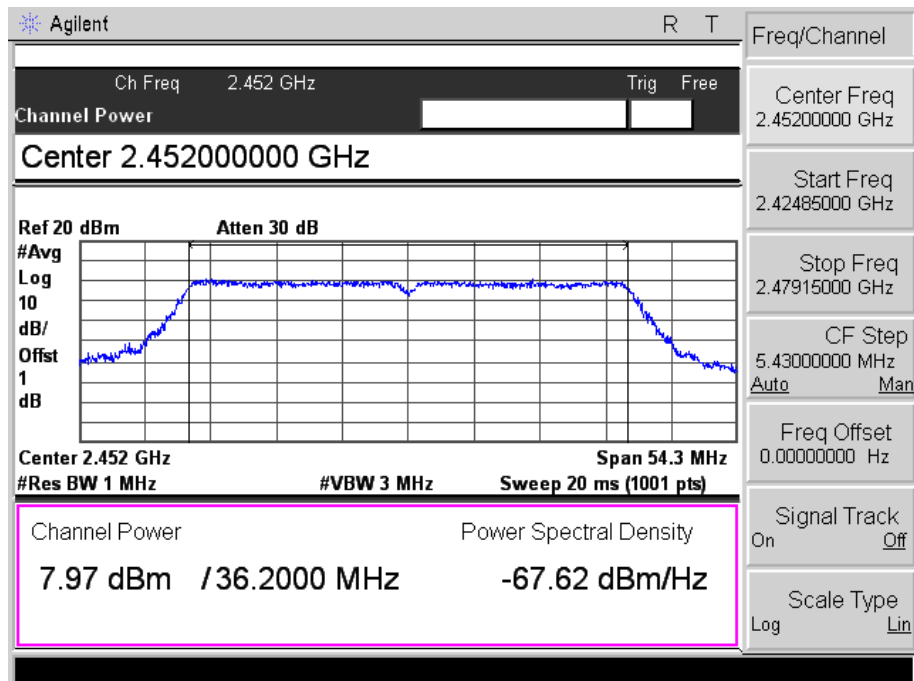 Agilent R T
Freq/Channel
Ch Freq 2.452 GHz Trig Free
Channel Power
Center 2.452000000 GHz
Ref 20 dBm Atten 30 dB
#Avg
Log
10
dB/
Offst
1
dB
Center 2.452 GHz Span 54.3 MHz
#Res BW 1 MHz #VBW 3 MHz Sweep 20 ms (1001 pts)
Channel Power Power Spectral Density
7.97 dBm /36.2000 MHz -67.62 dBm/Hz
Center Freq
2.45200000 GHz
Start Freq
2.42485000 GHz
Stop Freq
2.47915000 GHz
CF Step
5.43000000 MHz
Auto Man
Freq Offset
0.00000000 Hz
Signal Track
On Off
Scale Type
Log Lin